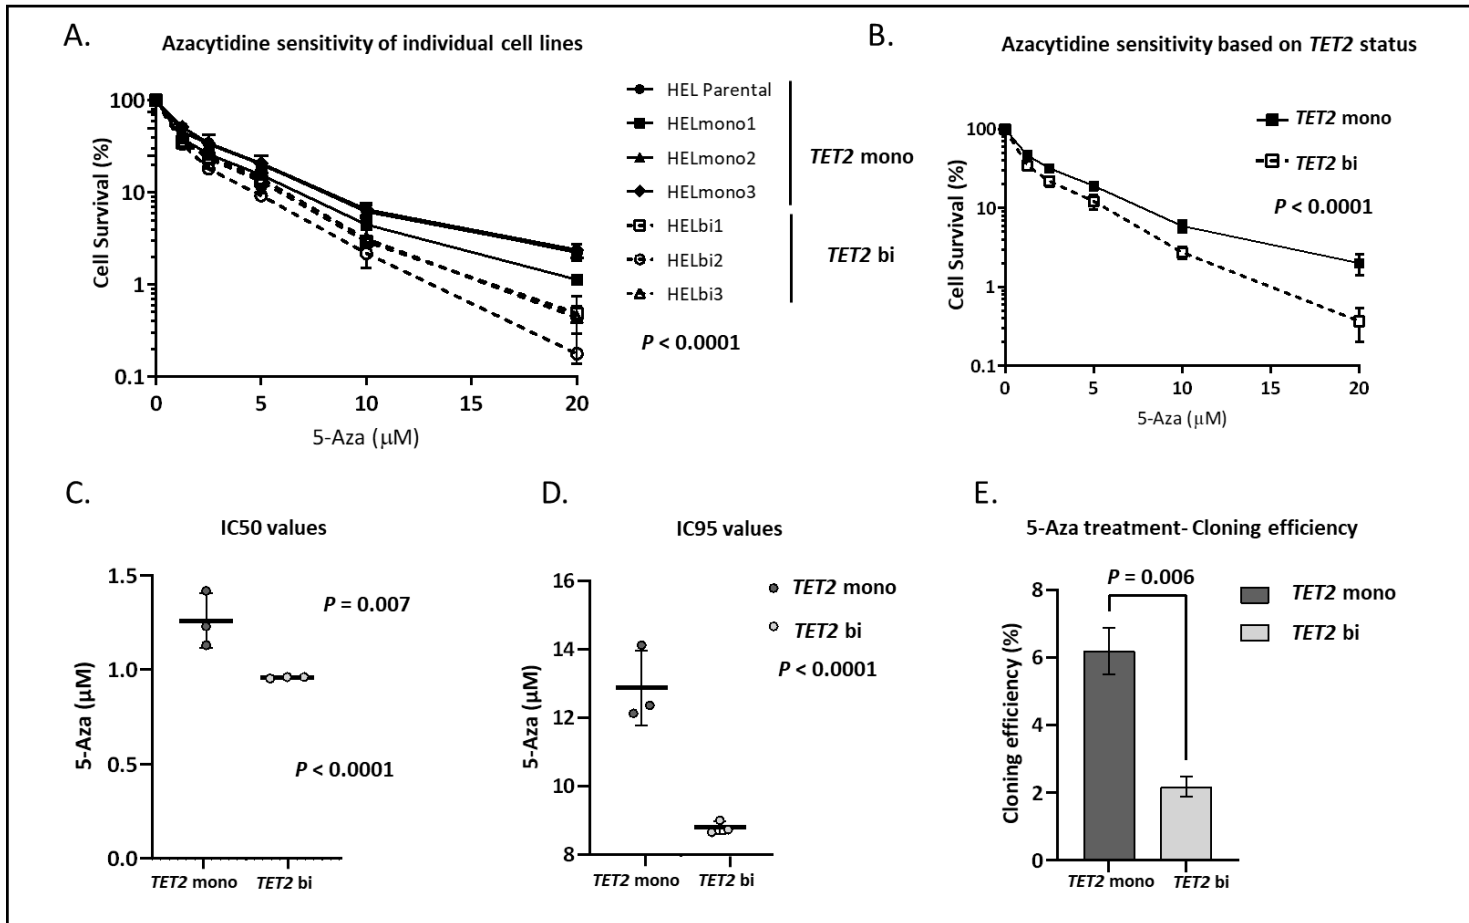 A.
Azacytidine sensitivity of individual cell lines
100
10
1
0.1
Cell Survival (%)
0 5 10 15 20
5-Aza (μM)
HEL Parental
HELmono1
HELmono2
HELmono3
HELbi1
HELbi2
HELbi3
TET2 mono
TET2 bi
P < 0.0001
B.
Azacytidine sensitivity based on TET2 status
100
10
1
0.1
Cell Survival (%)
0 5 10 15 20
5-Aza (μM)
TET2 mono
TET2 bi
P < 0.0001
C.
IC50 values
1.5
1.0
0.5
0.0
5-Aza (μM)
P = 0.007
P < 0.0001
TET2 mono TET2 bi
D.
IC95 values
16
14
12
10
8
5-Aza (μM)
TET2 mono
TET2 bi
P < 0.0001
TET2 mono TET2 bi
E.
5-Aza treatment- Cloning efficiency
P = 0.006
8
6
4
2
0
Cloning efficiency (%)
TET2 mono
TET2 bi
TET2 mono TET2 bi